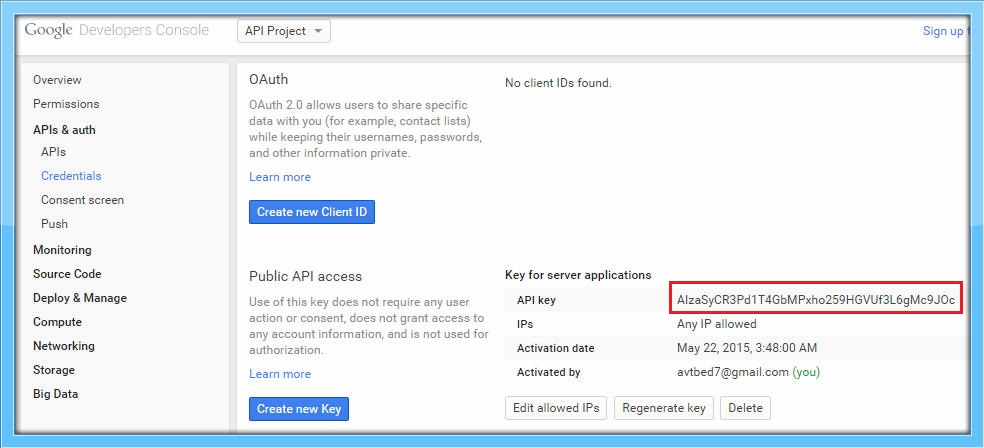 Google Developers Console
API Project
Sign up f
Overview
Permissions
APIs & auth
APIs
Credentials
Consent screen
Push
Monitoring
Source Code
Deploy & Manage
Compute
Networking
Storage
Big Data
OAuth
OAuth 2.0 allows users to share specific
data with you (for example, contact lists)
while keeping their usernames, passwords,
and other information private.
Learn more
Create new Client ID
No client IDs found.
Public API access
Use of this key does not require any user
action or consent, does not grant access to
any account information, and is not used for
authorization.
Learn more
Create new Key
Key for server applications
API key AIzaSyCR3Pd1T4GbMPxho259HGVUf3L6gMc9JOc
IPs Any IP allowed
Activation date May 22, 2015, 3:48:00 AM
Activated by avtbed7@gmail.com (you)
Edit allowed IPs Regenerate key Delete